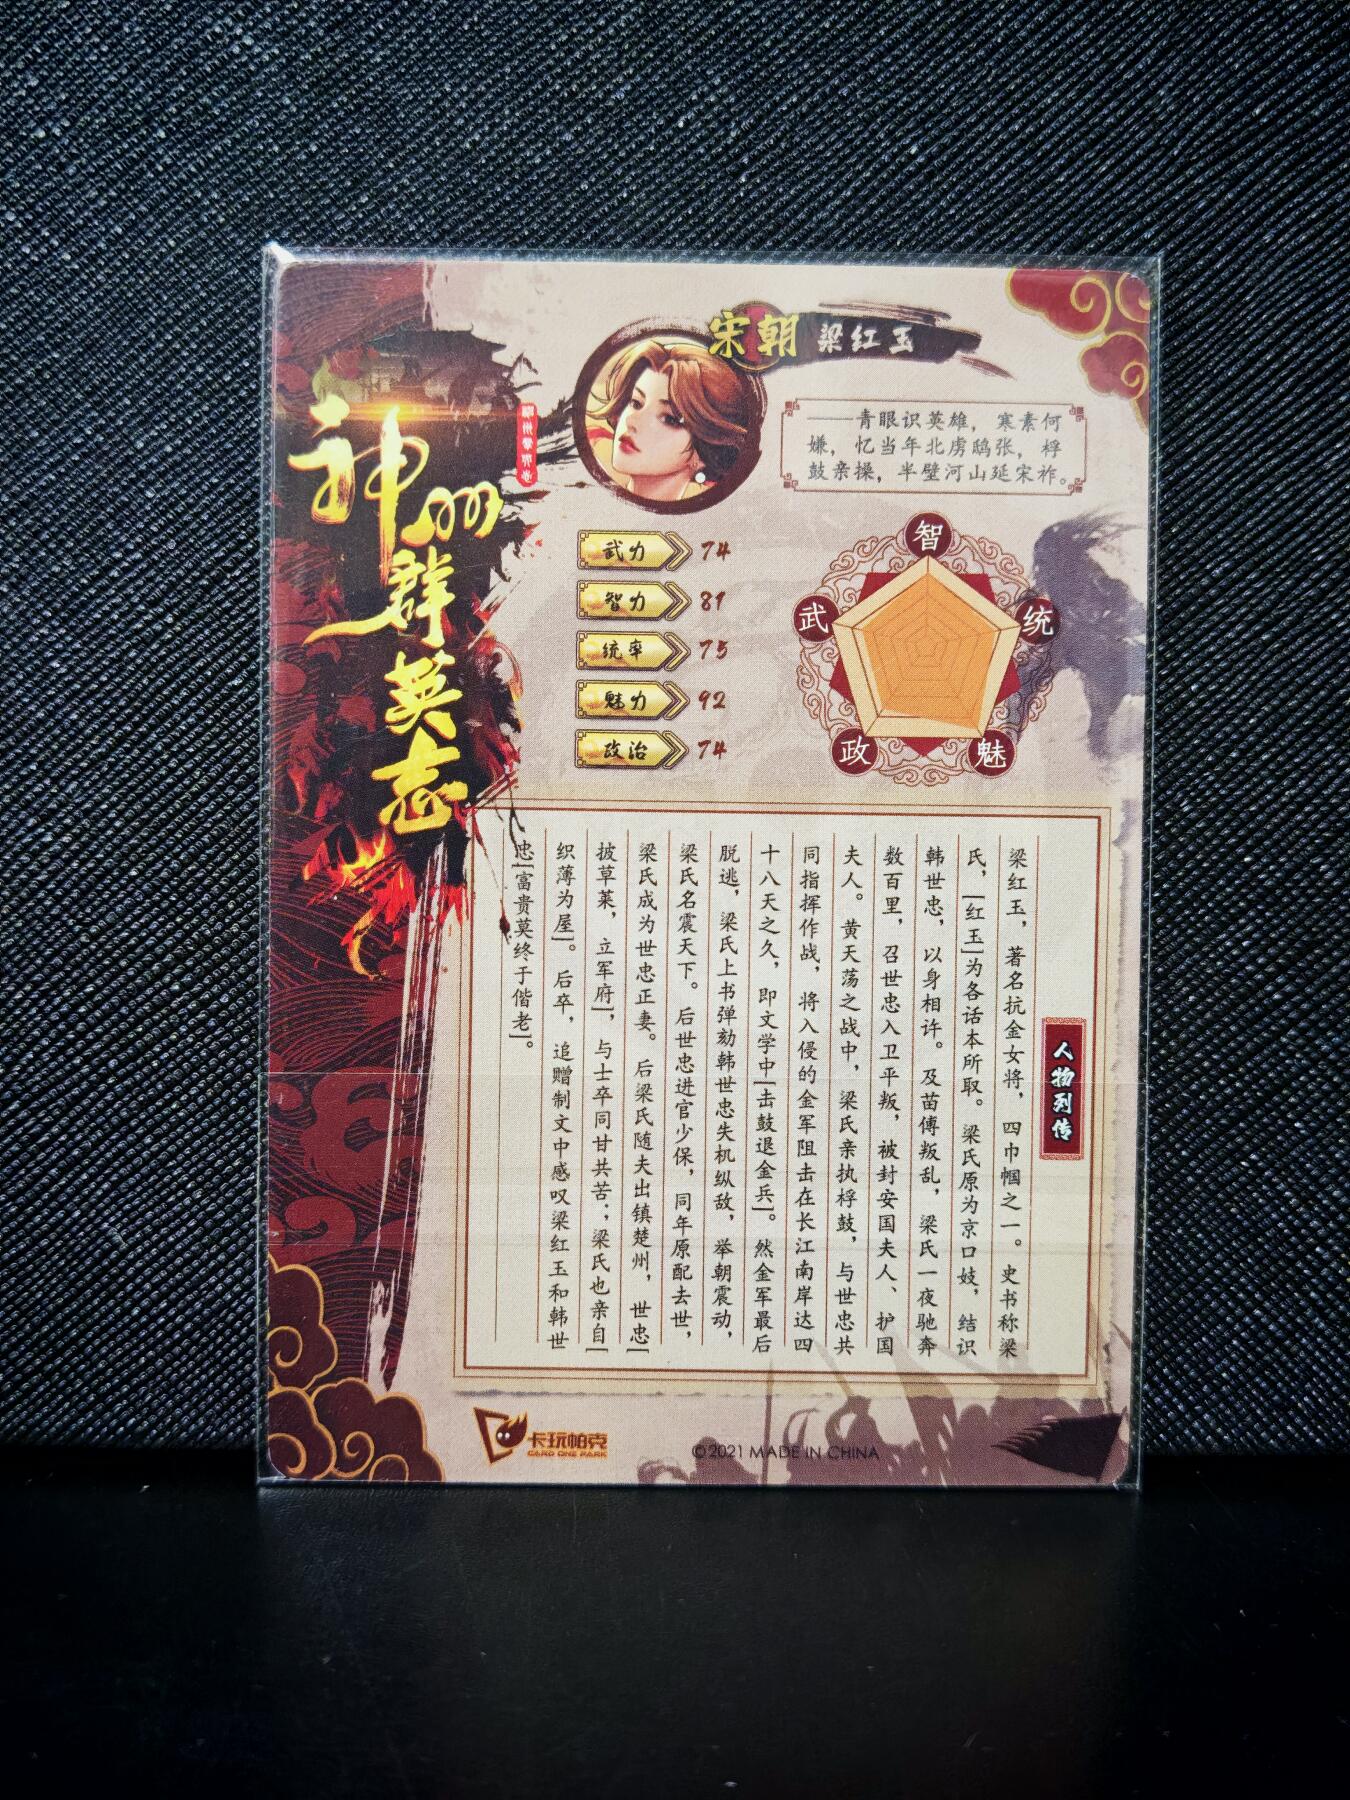 神州群英志
宋朝 梁红玉
——青眼识英雄，寒素何
嫌，忆当年北虏鸱张，桴
鼓亲操，半壁河山延宋祚。
武力 74
智力 81
统率 75
魅力 92
政治 74
智
武
统
政
魅
人物列传
梁红玉，著名抗金女将，四巾帼之一。史书称梁
氏，「红玉」为各话本所取。梁氏原为京口妓，结识
韩世忠，以身相许。及苗傅叛乱，梁氏一夜驰奔
数百里，召世忠入卫平叛，被封安国夫人、护国
夫人。黄天荡之战中，梁氏亲执桴鼓，与世忠共
同指挥作战，将入侵的金军阻击在长江南岸达四
十八天之久，即文学中「击鼓退金兵」。然金军最后
脱逃，梁氏上书弹劾韩世忠失机纵敌，举朝震动，
梁氏名震天下。后世忠进官少保，同年原配去世，
梁氏成为世忠正妻。后梁氏随夫出镇楚州，世忠「
披草莱，立军府」，与士卒同甘共苦；梁氏也亲自「
织薄为屋」。后卒，追赠制文中感叹梁红玉和韩世
忠「富贵莫终于偕老」。
卡玩帕克
CARD ONE PARK
©2021 MADE IN CHINA